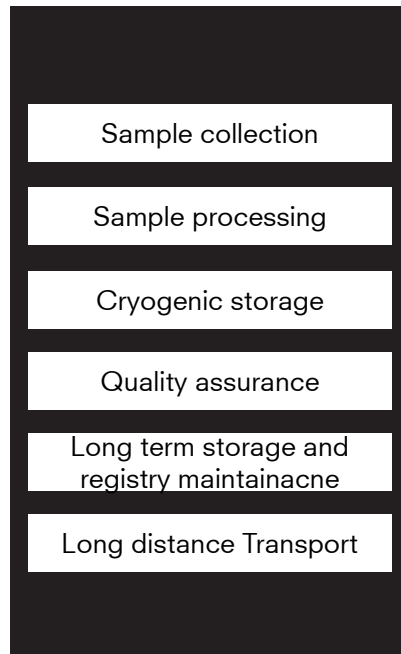 Sample collection
Sample processing
Cryogenic storage
Quality assurance
Long term storage and
registry maintainacne
Long distance Transport